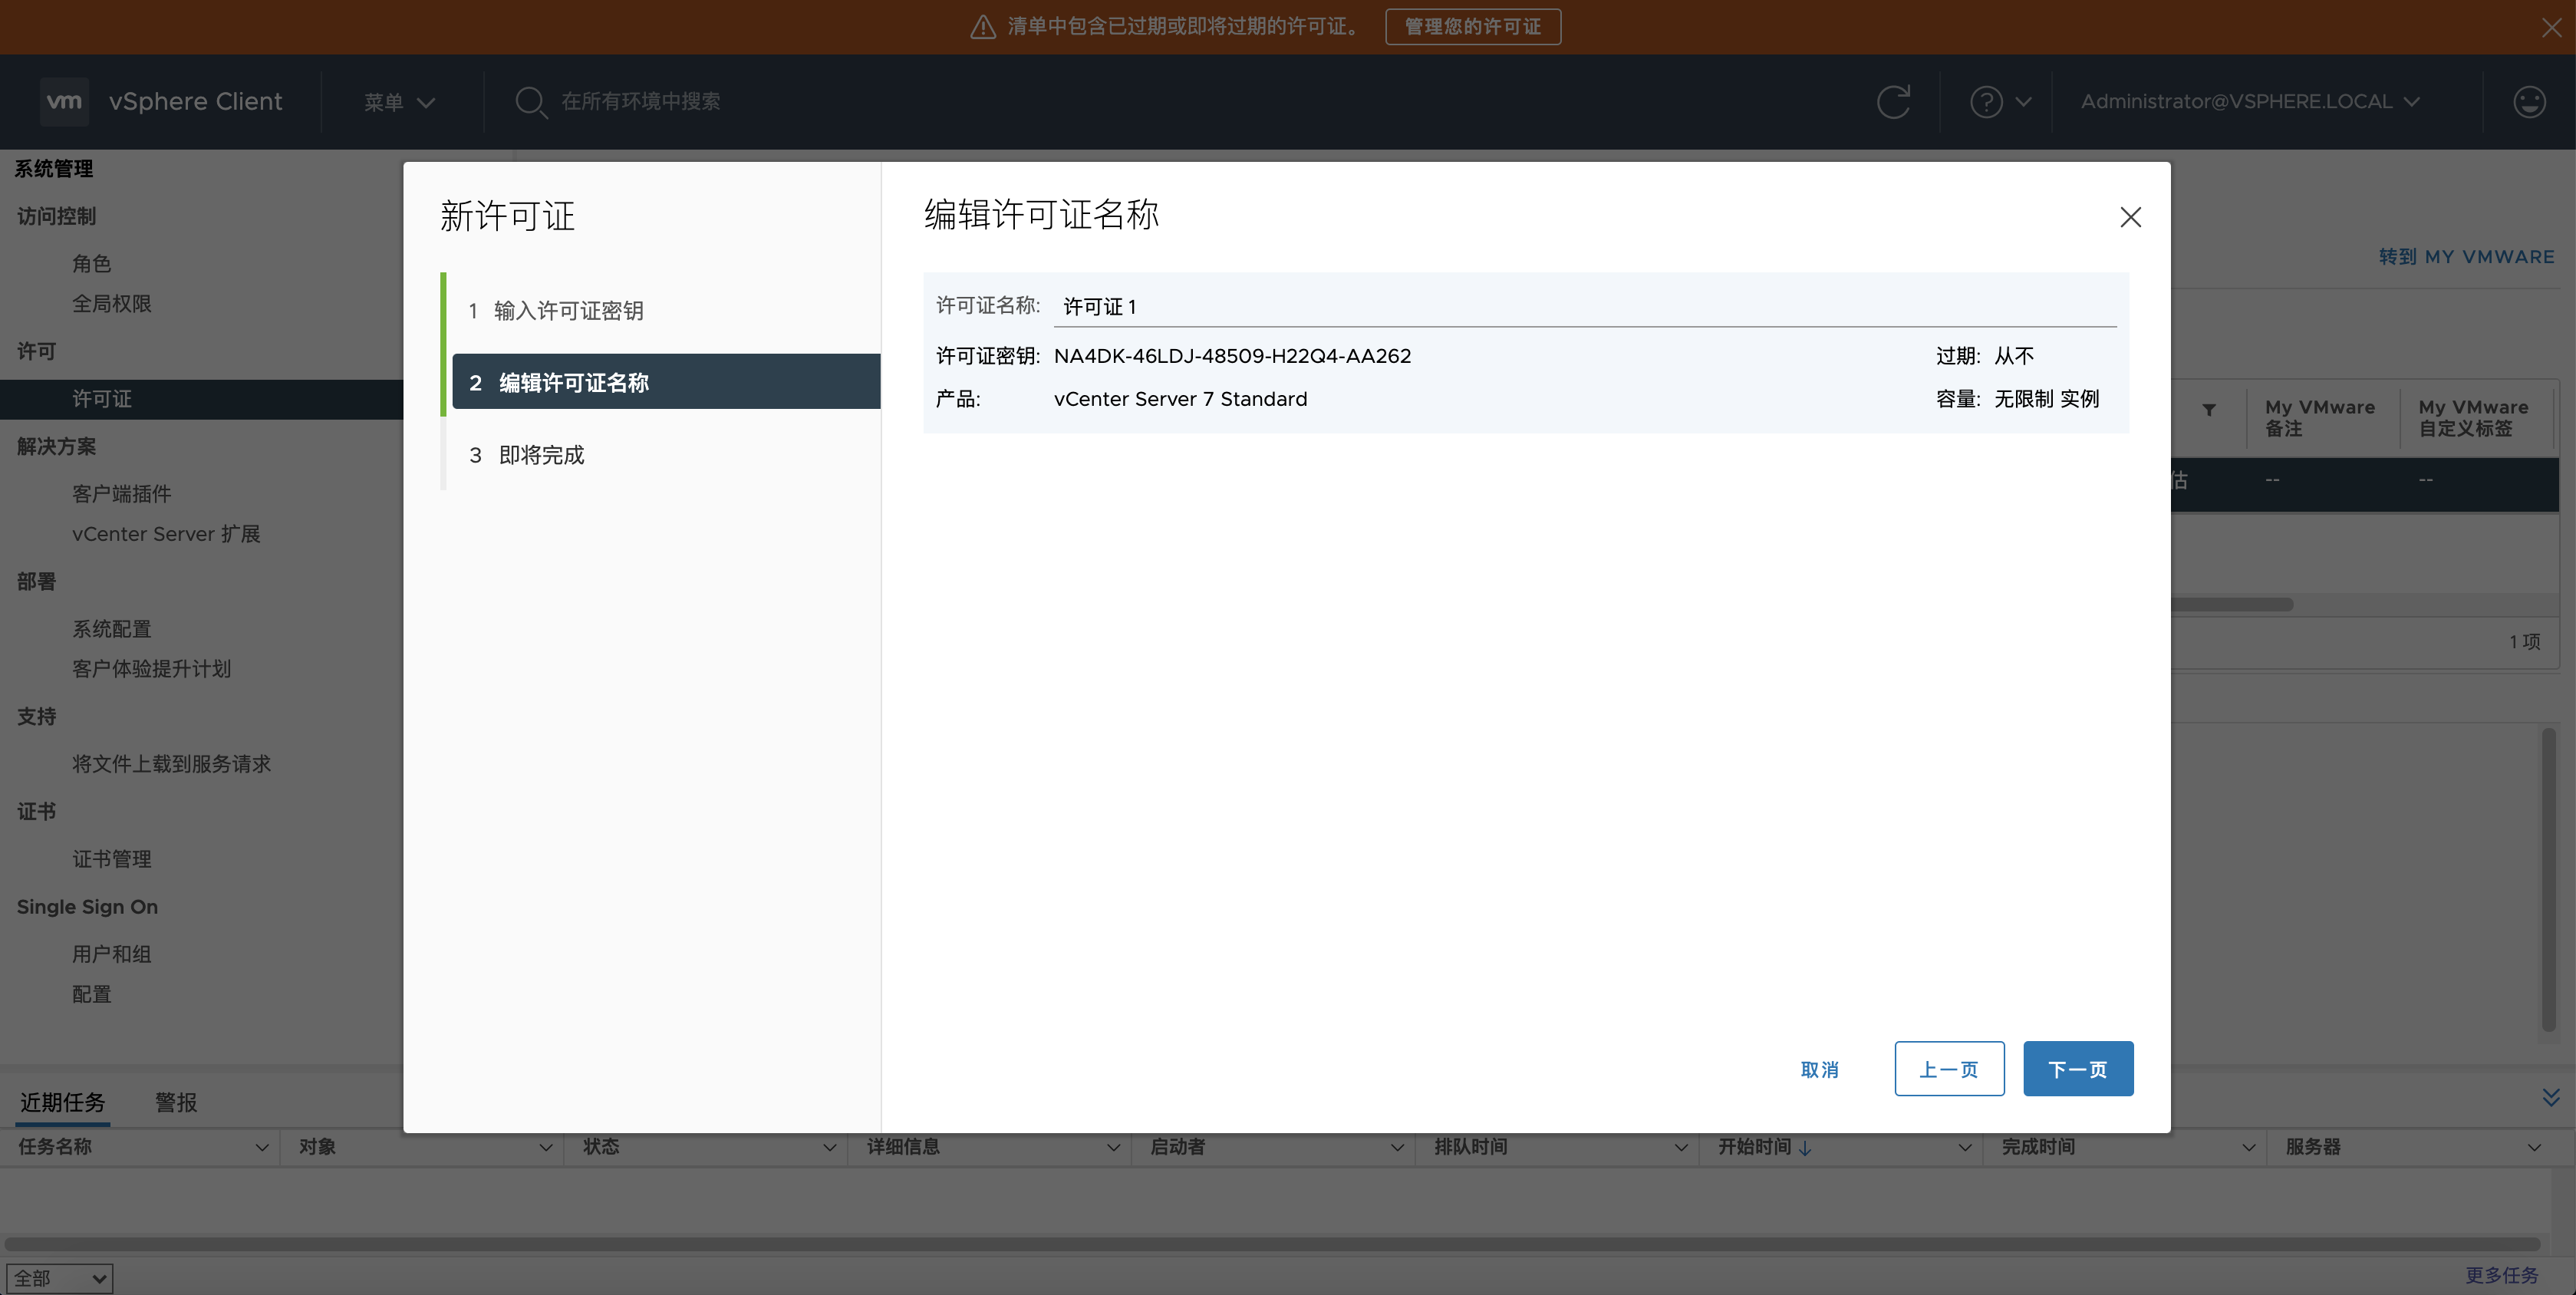 清单中包含已过期或即将过期的许可证。 管理您的许可证
vm vSphere Client 菜单 在所有环境中搜索 Administrator@VSPHERE.LOCAL
系统管理
访问控制
角色
全局权限
许可
许可证
解决方案
客户端插件
vCenter Server 扩展
部署
系统配置
客户体验提升计划
支持
将文件上载到服务请求
证书
证书管理
Single Sign On
用户和组
配置
新许可证
1 输入许可证密钥
2 编辑许可证名称
3 即将完成
编辑许可证名称
许可证名称: 许可证 1
许可证密钥: NA4DK-46LDJ-48509-H22Q4-AA262 过期: 从不
产品: vCenter Server 7 Standard 容量: 无限制 实例
取消 上一页 下一页
转到 MY VMWARE
My VMware 备注
My VMware 自定义标签
估 -- --
1 项
近期任务 警报
任务名称 对象 状态 详细信息 启动者 排队时间 开始时间 ↓ 完成时间 服务器
全部 更多任务